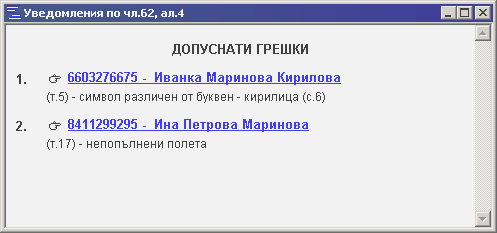 Уведомления по чл.62, ал.4
ДОПУСНАТИ ГРЕШКИ
1. ☞ 6603276675 - Иванка Маринова Кирилова
(т.5) - символ различен от буквен - кирилица (с.6)
2. ☞ 8411299295 - Ина Петрова Маринова
(т.17) - непопълнени полета